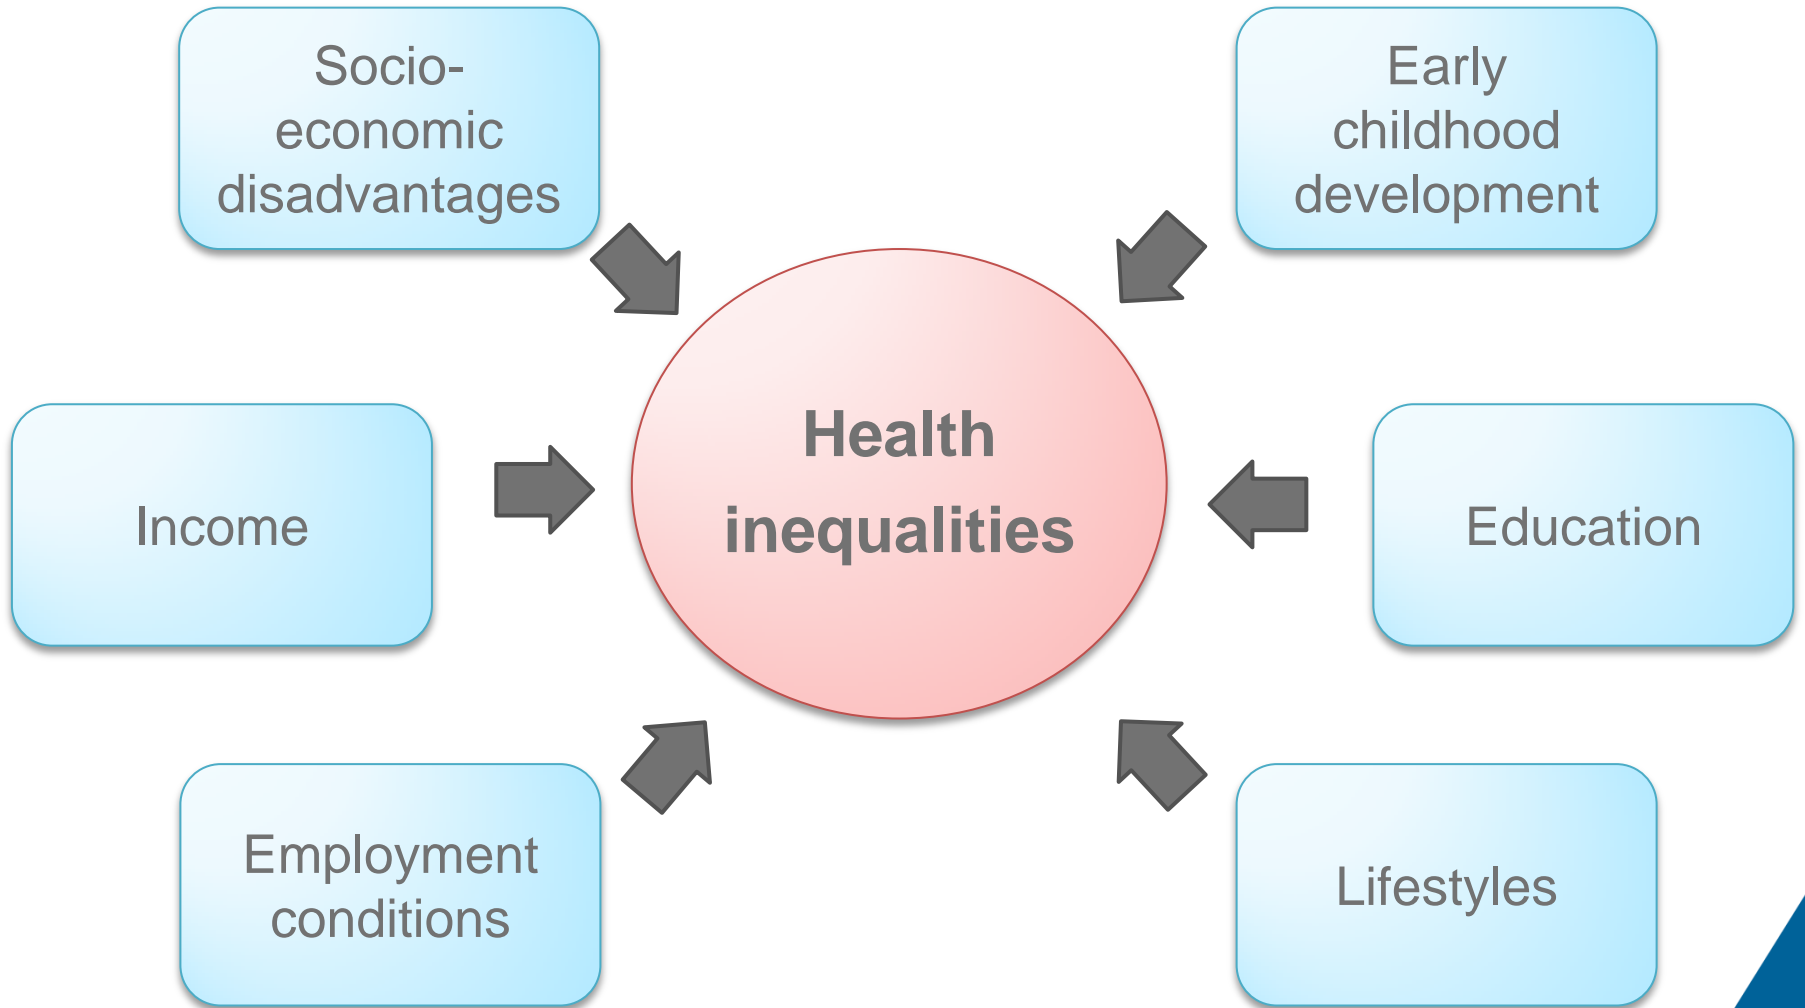 Socio-
economic
disadvantages
Early
childhood
development
Health
inequalities
Income
Education
Employment
conditions
Lifestyles